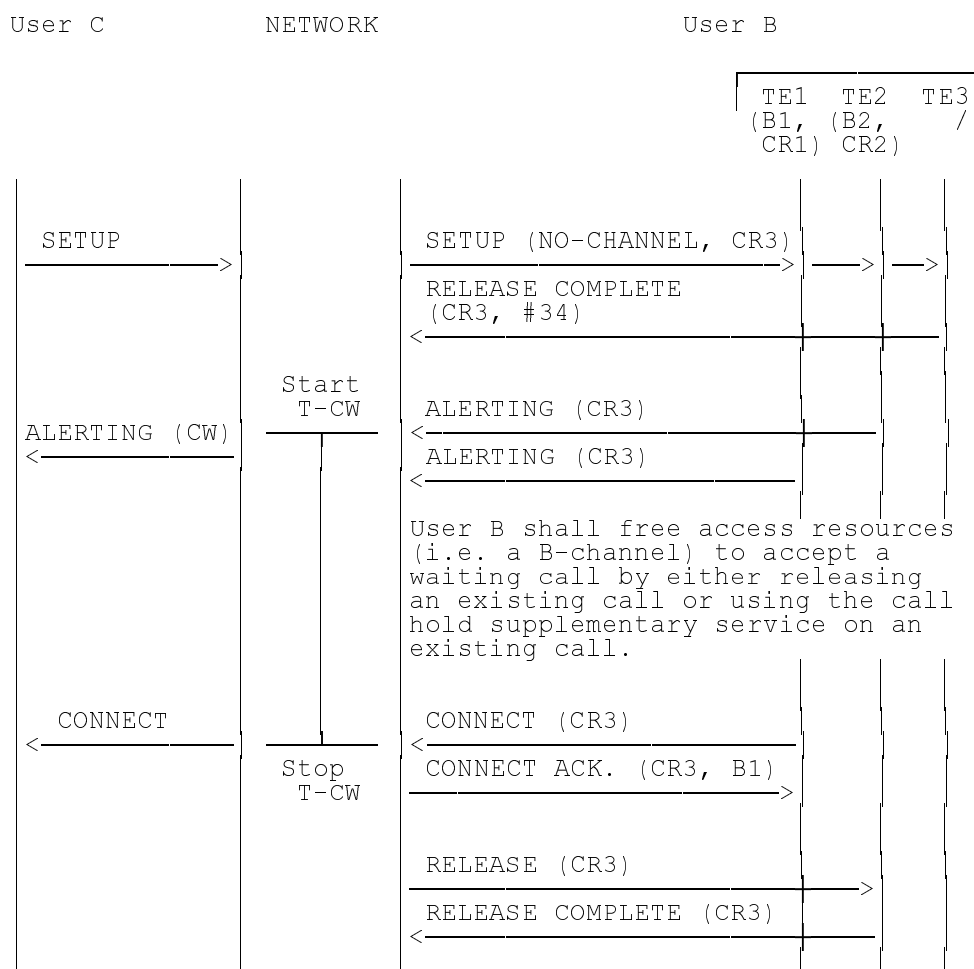 User C NETWORK User B
TE1 TE2 TE3
(B1, (B2, /
CR1) CR2)
SETUP SETUP (NO-CHANNEL, CR3)
RELEASE COMPLETE
(CR3, #34)
Start
T-CW ALERTING (CR3)
ALERTING (CW)
ALERTING (CR3)
User B shall free access resources
(i.e. a B-channel) to accept a
waiting call by either releasing
an existing call or using the call
hold supplementary service on an
existing call.
CONNECT CONNECT (CR3)
Stop CONNECT ACK. (CR3, B1)
T-CW
RELEASE (CR3)
RELEASE COMPLETE (CR3)